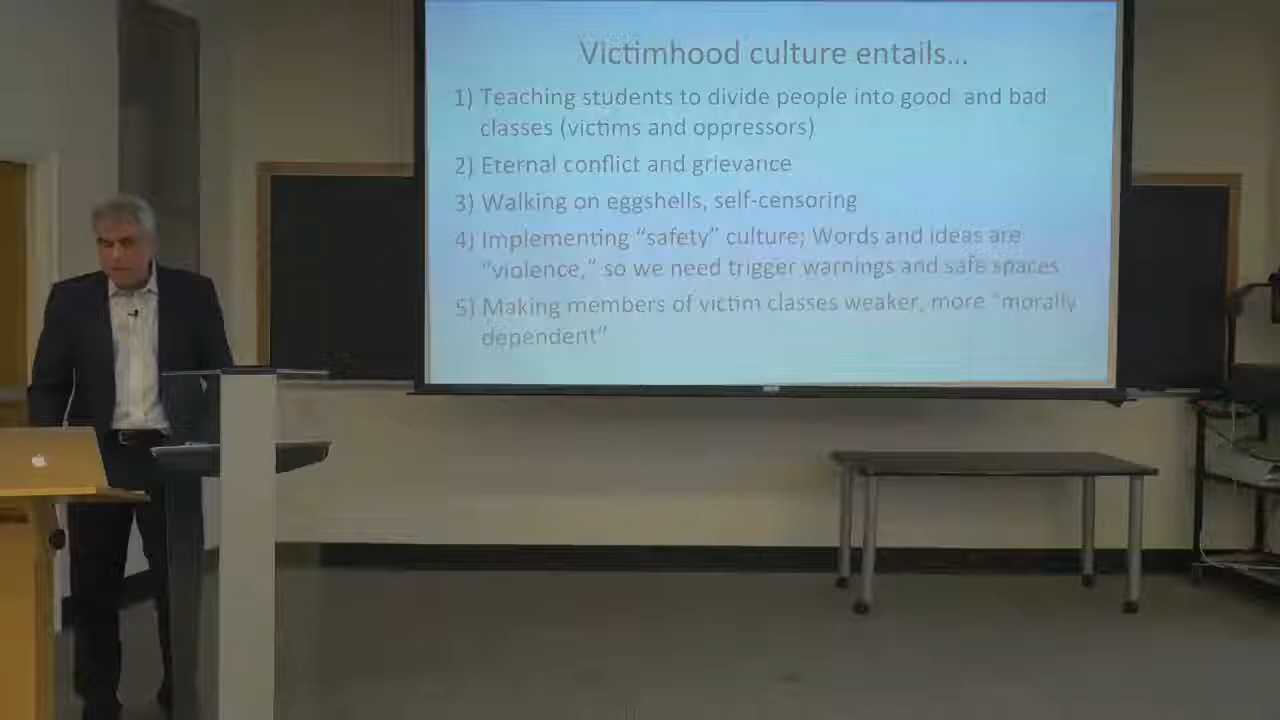 Victimhood culture entails...
1) Teaching students to divide people into good and bad
classes (victims and oppressors)
2) Eternal conflict and grievance
3) Walking on eggshells, self-censoring
4) Implementing “safety” culture; Words and ideas are
“violence,” so we need trigger warnings and safe spaces
5) Making members of victim classes weaker, more “morally
dependent”